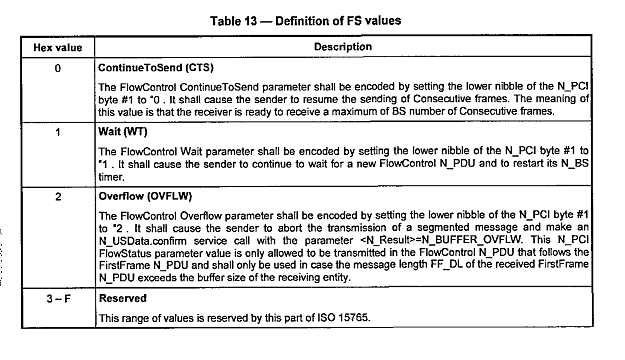 Table 13 — Definition of FS values
Hex value
Description
0
ContinueToSend (CTS)
The FlowControl ContinueToSend parameter shall be encoded by setting the lower nibble of the N_PCI
byte #1 to "0 . It shall cause the sender to resume the sending of Consecutive frames. The meaning of
this value is that the receiver is ready to receive a maximum of BS number of Consecutive frames.
1
Wait (WT)
The FlowControl Wait parameter shall be encoded by setting the lower nibble of the N_PCI byte #1 to
"1 . It shall cause the sender to continue to wait for a new FlowControl N_PDU and to restart its N_BS
timer.
2
Overflow (OVFLW)
The FlowControl Overflow parameter shall be encoded by setting the lower nibble of the N_PCI byte #1
to "2 . It shall cause the sender to abort the transmission of a segmented message and make an
N_USData.confirm service call with the parameter <N_Result>=N_BUFFER_OVFLW. This N_PCI
FlowStatus parameter value is only allowed to be transmitted in the FlowControl N_PDU that follows the
FirstFrame N_PDU and shall only be used in case the message length FF_DL of the received FirstFrame
N_PDU exceeds the buffer size of the receiving entity.
3 – F
Reserved
This range of values is reserved by this part of ISO 15765.